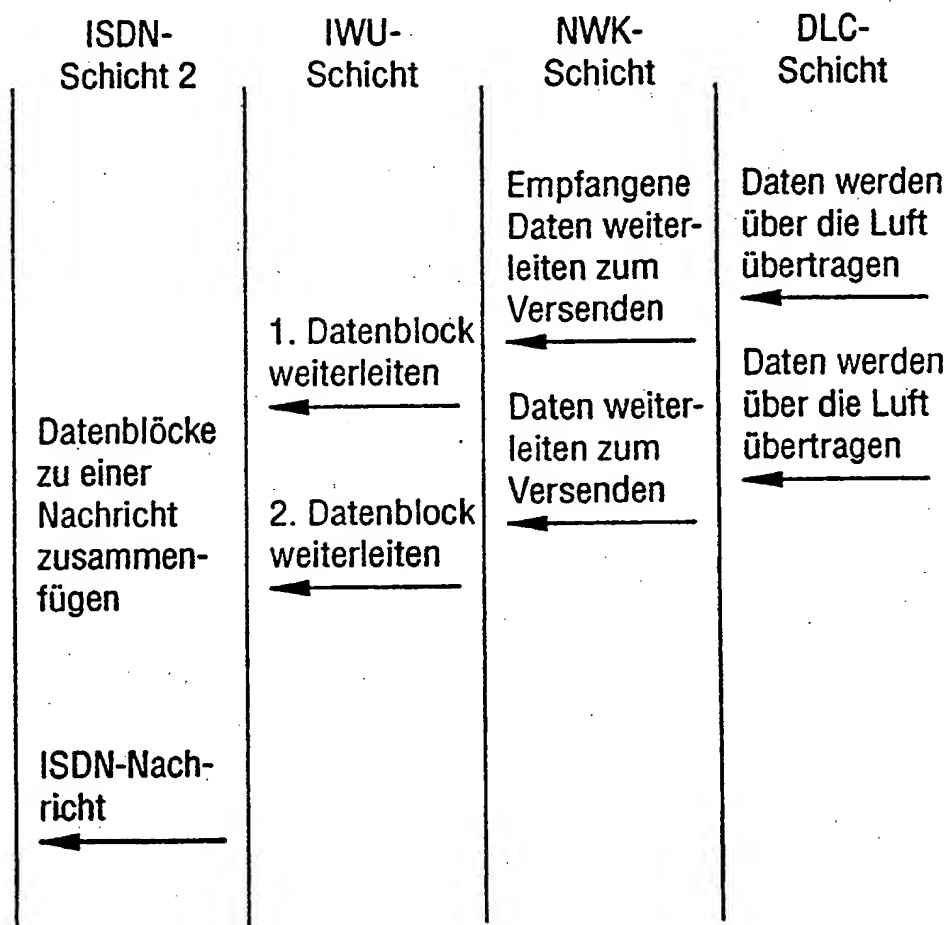 ISDN-
Schicht 2
IWU-
Schicht
NWK-
Schicht
DLC-
Schicht
Datenblöcke
zu einer
Nachricht
zusammen-
fügen
ISDN-Nach-
richt
1. Datenblock
weiterleiten
2. Datenblock
weiterleiten
Empfangene
Daten weiter-
leiten zum
Versenden
Daten weiter-
leiten zum
Versenden
Daten werden
über die Luft
übertragen
Daten werden
über die Luft
übertragen